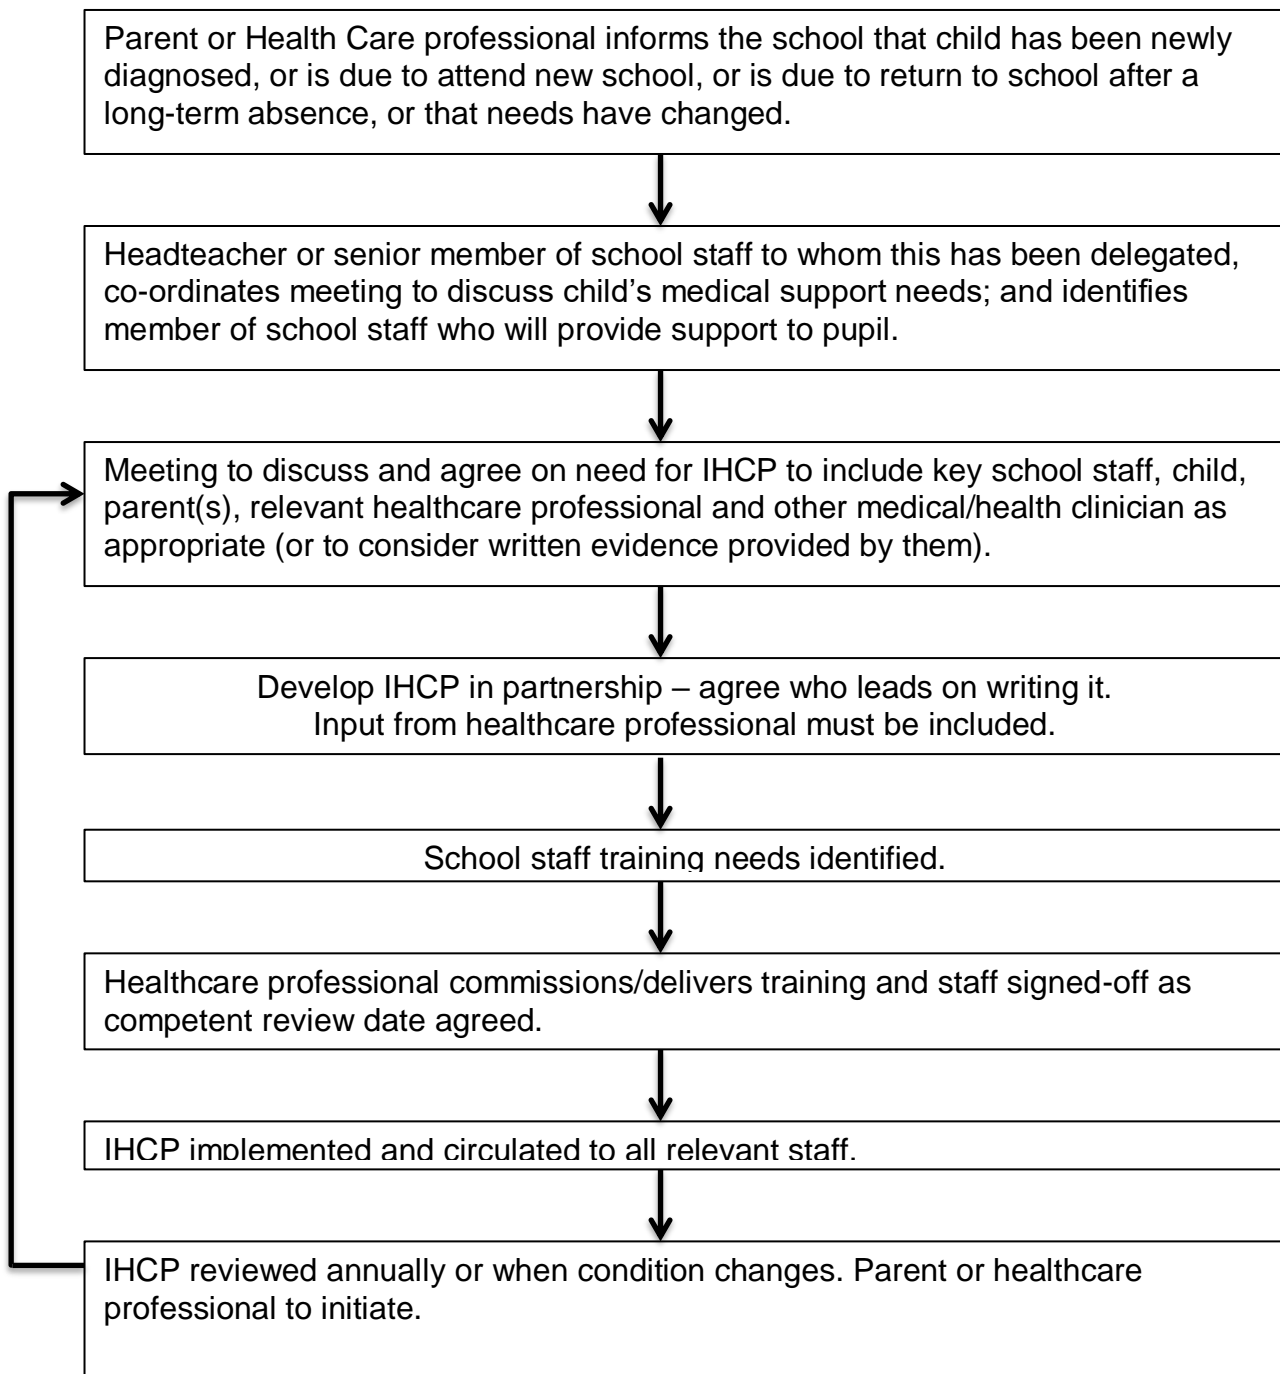 Parent or Health Care professional informs the school that child has been newly
diagnosed, or is due to attend new school, or is due to return to school after a
long-term absence, or that needs have changed.
Headteacher or senior member of school staff to whom this has been delegated,
co-ordinates meeting to discuss child’s medical support needs; and identifies
member of school staff who will provide support to pupil.
Meeting to discuss and agree on need for IHCP to include key school staff, child,
parent(s), relevant healthcare professional and other medical/health clinician as
appropriate (or to consider written evidence provided by them).
Develop IHCP in partnership – agree who leads on writing it.
Input from healthcare professional must be included.
School staff training needs identified.
Healthcare professional commissions/delivers training and staff signed-off as
competent review date agreed.
IHCP implemented and circulated to all relevant staff.
IHCP reviewed annually or when condition changes. Parent or healthcare
professional to initiate.